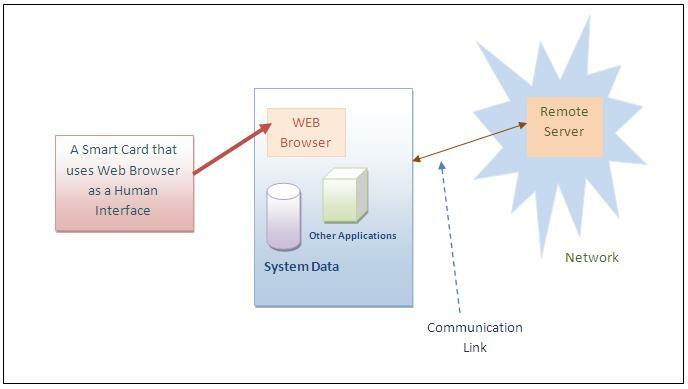 A Smart Card that
uses Web Browser
as a Human
Interface
WEB
Browser
Other Applications
System Data
Remote
Server
Network
Communication
Link